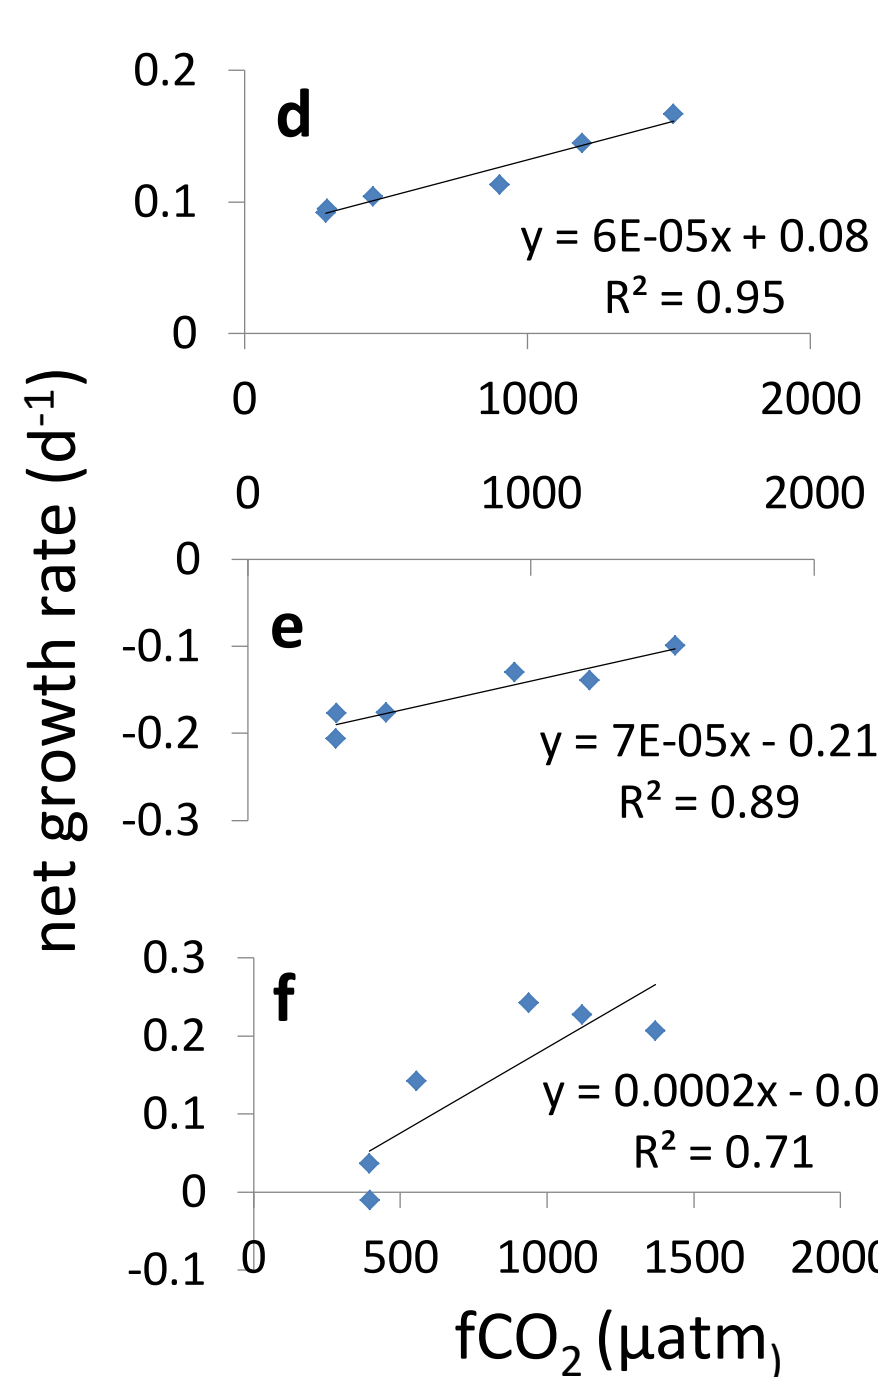 net growth rate (d⁻¹)
d
0.2
0.1
0
y = 6E-05x + 0.08
R² = 0.95
0 1000 2000
0 1000 2000
e
0
-0.1
-0.2
-0.3
y = 7E-05x - 0.21
R² = 0.89
f
0.3
0.2
0.1
0
-0.1
y = 0.0002x - 0.0
R² = 0.71
0 500 1000 1500 2000
fCO₂ (µatm)